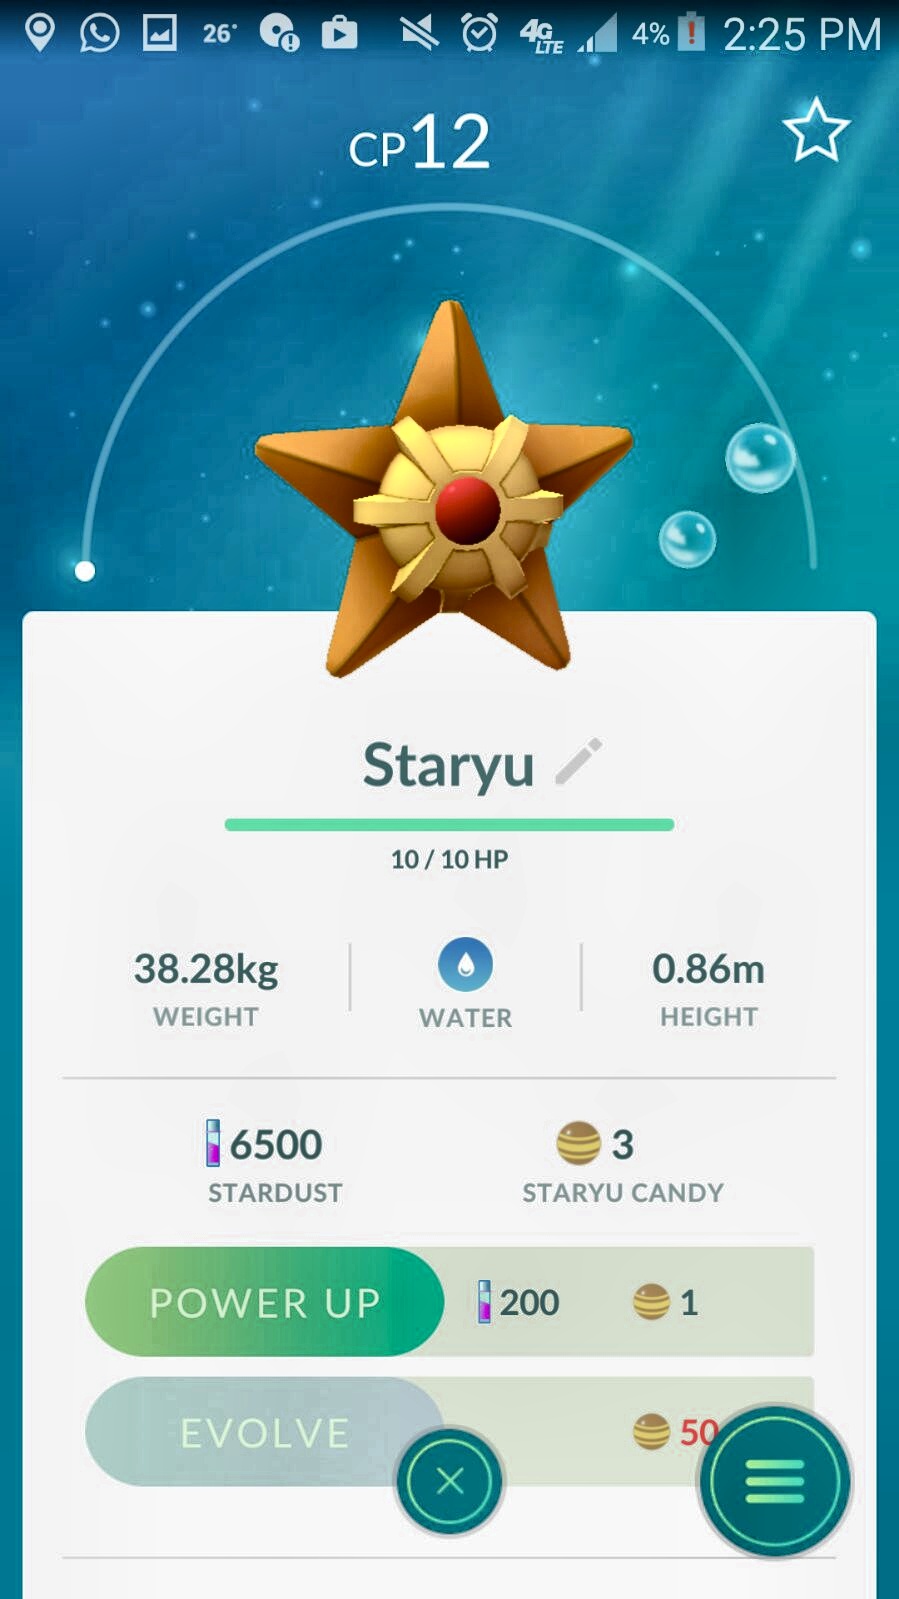 26° 4G LTE 4% 2:25 PM
CP12
Staryu
10 / 10 HP
38.28kg WATER 0.86m
WEIGHT HEIGHT
6500 3
STARDUST STARYU CANDY
POWER UP 200 1
EVOLVE 50